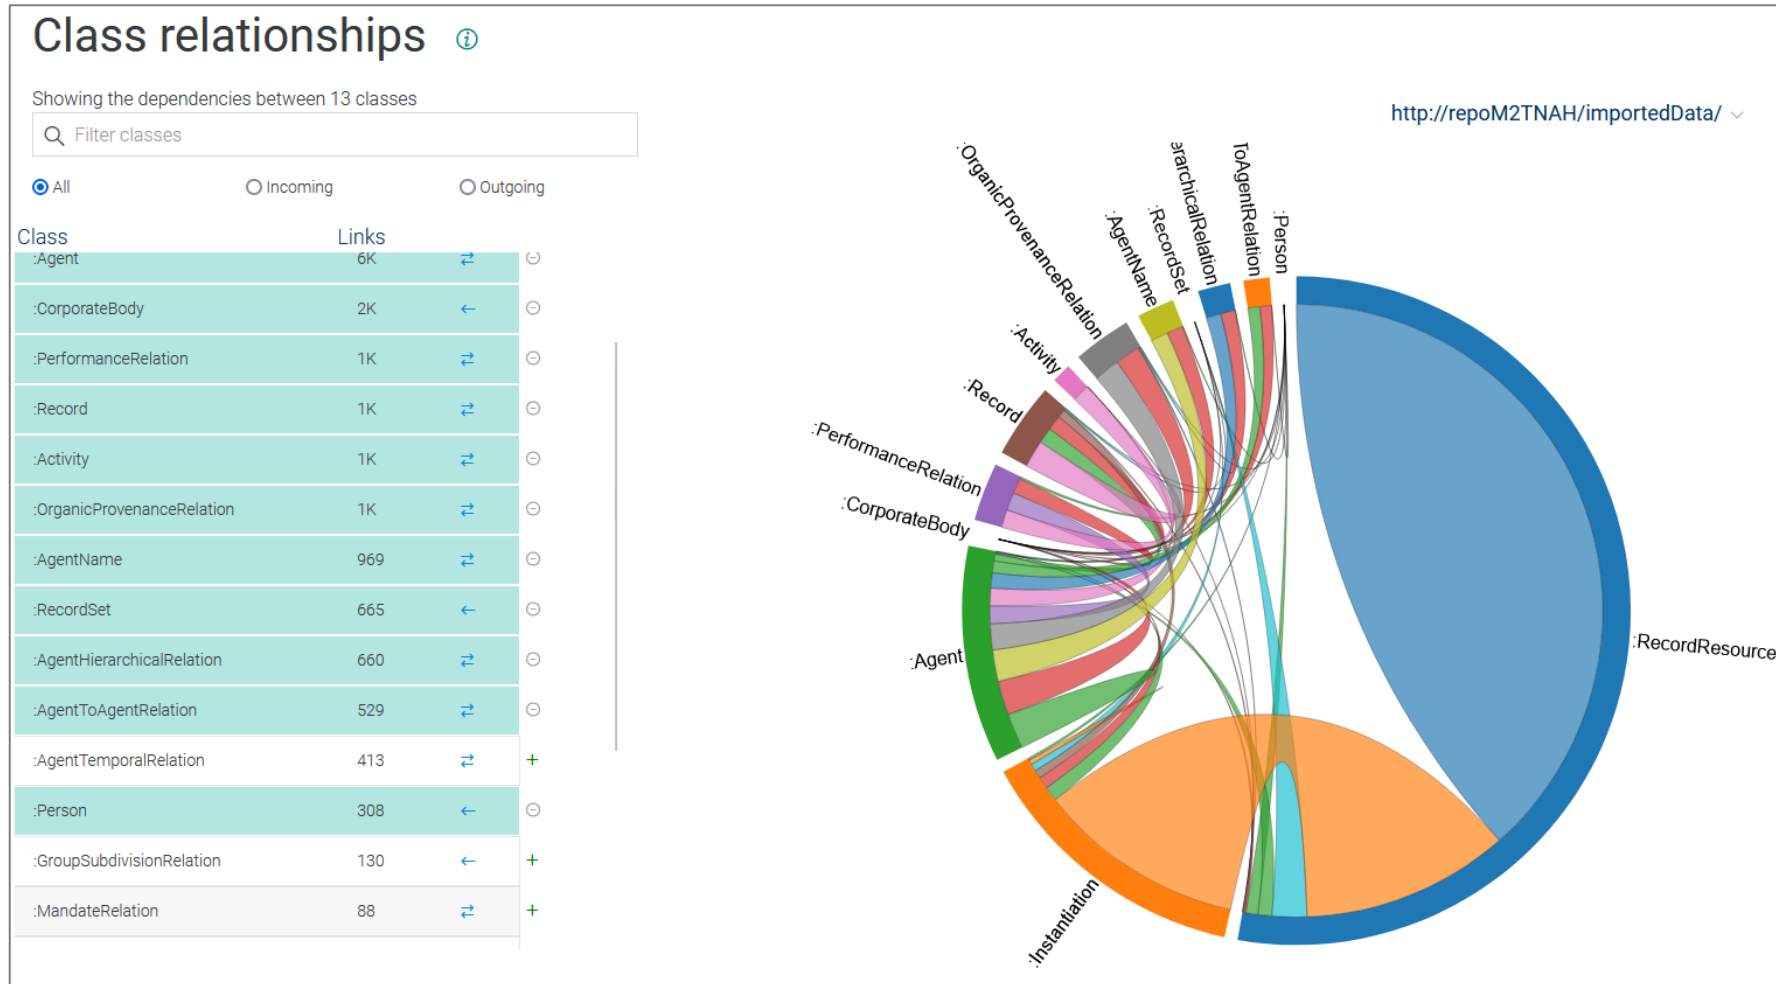 Class relationships
Showing the dependencies between 13 classes
Filter classes
All Incoming Outgoing
Class Links
:Agent 6K
:CorporateBody 2K
:PerformanceRelation 1K
:Record 1K
:Activity 1K
:OrganicProvenanceRelation 1K
:AgentName 969
:RecordSet 665
:AgentHierarchicalRelation 660
:AgentToAgentRelation 529
:AgentTemporalRelation 413
:Person 308
:GroupSubdivisionRelation 130
:MandateRelation 88
http://repoM2TNAH/importedData/
:OrganicProvenanceRelation
:AgentName
:RecordSet
erarchicalRelation
ToAgentRelation
:Person
:Activity
:Record
:PerformanceRelation
:CorporateBody
:Agent
:Instantiation
:RecordResource